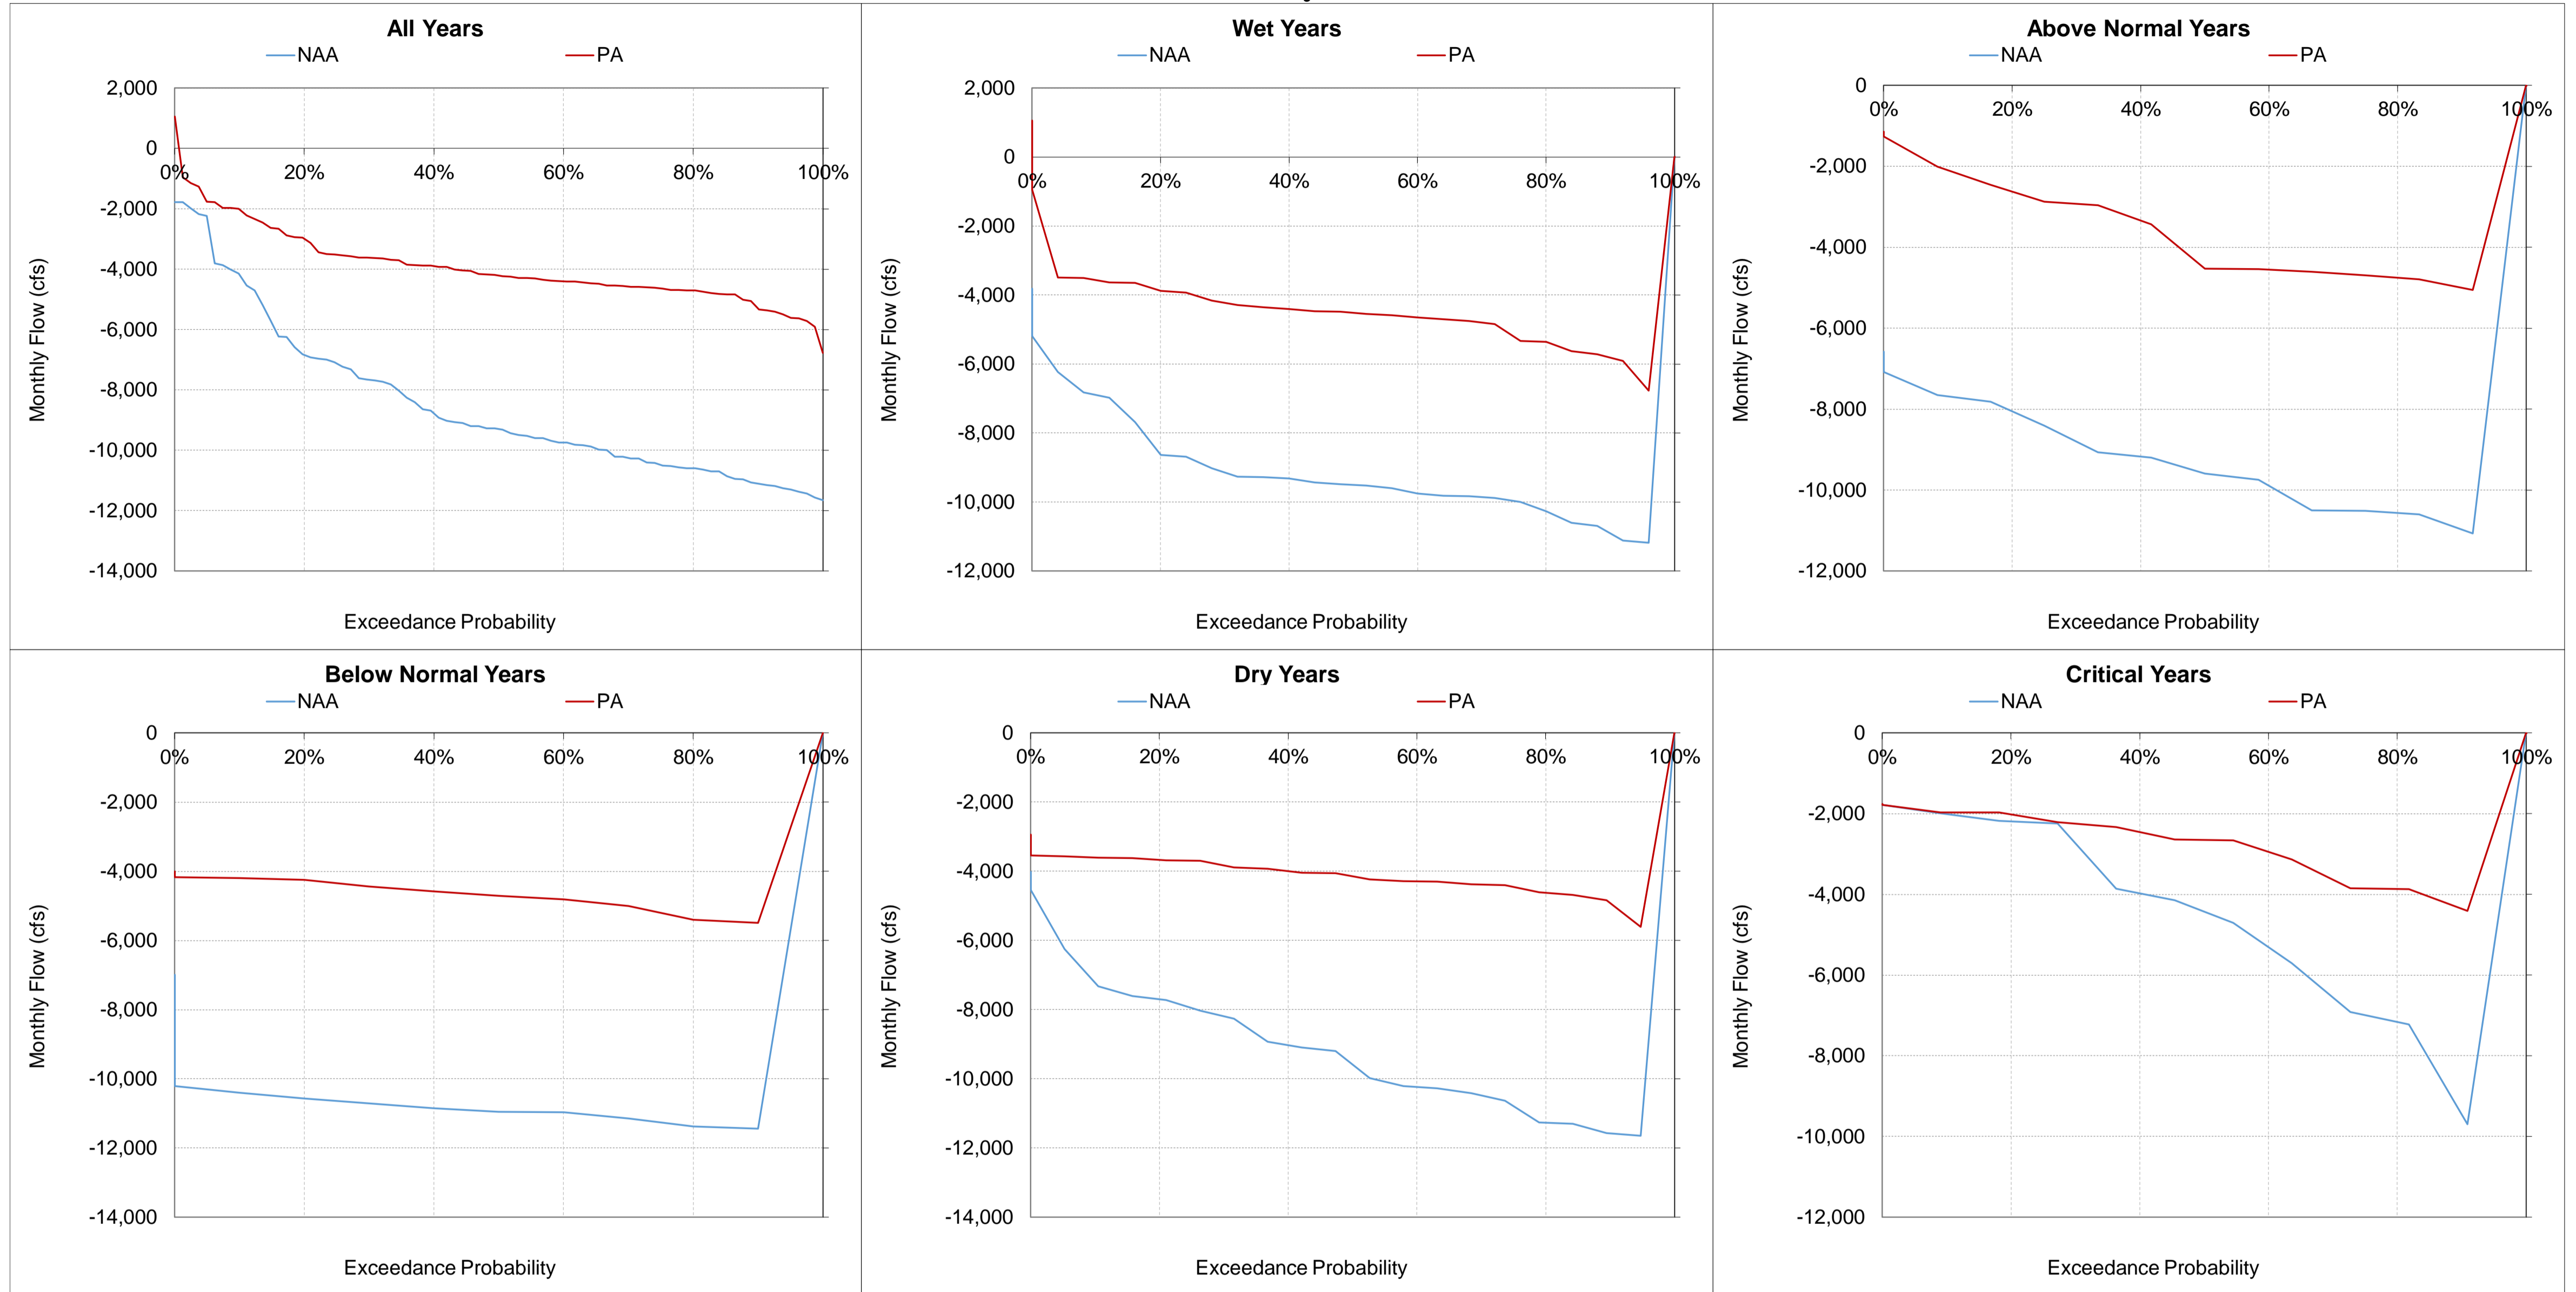 All Years
NAA PA
2,000
0
-2,000
-4,000
-6,000
-8,000
-10,000
-12,000
-14,000
0% 20% 40% 60% 80% 100%
Monthly Flow (cfs)
Exceedance Probability
Wet Years
NAA PA
2,000
0
-2,000
-4,000
-6,000
-8,000
-10,000
-12,000
0% 20% 40% 60% 80% 100%
Monthly Flow (cfs)
Exceedance Probability
Above Normal Years
NAA PA
0
-2,000
-4,000
-6,000
-8,000
-10,000
-12,000
0% 20% 40% 60% 80% 100%
Monthly Flow (cfs)
Exceedance Probability
Below Normal Years
NAA PA
0
-2,000
-4,000
-6,000
-8,000
-10,000
-12,000
-14,000
0% 20% 40% 60% 80% 100%
Monthly Flow (cfs)
Exceedance Probability
Dry Years
NAA PA
0
-2,000
-4,000
-6,000
-8,000
-10,000
-12,000
-14,000
0% 20% 40% 60% 80% 100%
Monthly Flow (cfs)
Exceedance Probability
Critical Years
NAA PA
0
-2,000
-4,000
-6,000
-8,000
-10,000
-12,000
0% 20% 40% 60% 80% 100%
Monthly Flow (cfs)
Exceedance Probability